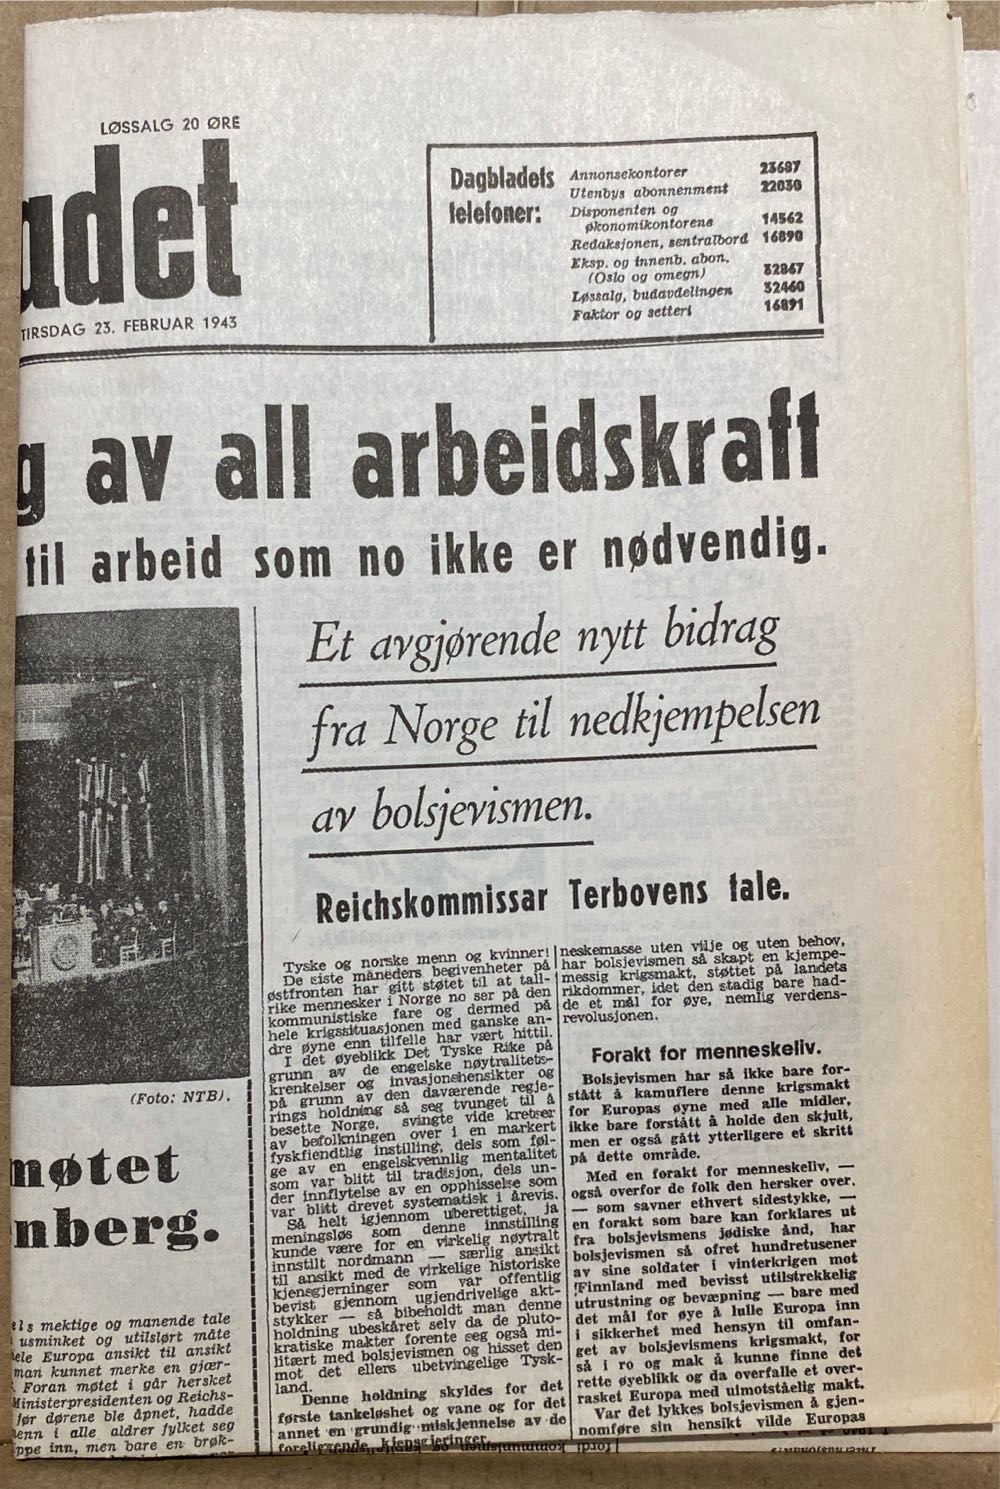 LØSSALG 20 ØRE
adet
TIRSDAG 23. FEBRUAR 1943
Dagbladets
telefoner:
Annonsekontorer 23687
Utenbys abonnenment 22030
Disponenten og
økonomikontorene 14562
Redaksjonen, sentralbord 16890
Eksp. og innenb. abon.
(Oslo og omegn) 32867
Løssalg, budavdelingen 32460
Faktor og setteri 16891
g av all arbeidskraft
til arbeid som no ikke er nødvendig.
Et avgjørende nytt bidrag
fra Norge til nedkjempelsen
av bolsjevismen.
Reichskommissar Terbovens tale.
(Foto: NTB).
møtet
nberg.
els mektige og manende tale
usminket og utilslørt måte
ele Europa ansikt til ansikt
man kunnet merke en gjær-
. Foran møtet i går hersket
Ministerpresidenten og Reichs-
før dørene ble åpnet, hadde
enn i alle aldrer fylket seg
ppe inn, men bare en brøk-
Tyske og norske menn og kvinner!
De siste måneders begivenheter på
østfronten har gitt støtet til at tall-
rike mennesker i Norge no ser på den
kommunistiske fare og dermed på
hele krigssituasjonen med ganske an-
dre øyne enn tilfelle har vært hittil.
I det øyeblikk Det Tyske Rike på
grunn av de engelske nøytralitets-
krenkelser og invasjonshensikter og
på grunn av den daværende regje-
rings holdning så seg tvunget til å
besette Norge, svingte vide kretser
av befolkningen over i en markert
fyskfiendtlig instilling, dels som føl-
ge av en engelskvennlig mentalitet
som var blitt til tradisjon, dels un-
der innflytelse av en opphisselse som
var blitt drevet systematisk i årevis.
Så helt igjennom uberettiget, ja
meningsløs som denne innstilling
kunde være for en virkelig nøytralt
innstilt nordmann — særlig ansikt
til ansikt med de virkelige historiske
kjensgjerninger som var offentlig
bevist gjennom ugjendrivelige akt-
stykker — så bibeholdt man denne
holdning ubeskåret selv da de pluto-
kratiske makter forente seg også mi-
litært med bolsjevismen og hisset den
mot det ellers ubetvingelige Tysk-
land.
Denne holdning skyldes for det
første tankeløshet og vane og for det
annet en grundig miskjennelse av de
foreliggende kjensgjerninger.
neskemasse uten vilje og uten behov,
har bolsjevismen så skapt en kjempe-
messig krigsmakt, støttet på landets
rikdommer, idet den stadig bare had-
de et mål for øye, nemlig verdens-
revolusjonen.
Forakt for menneskeliv.
Bolsjevismen har så ikke bare for-
stått å kamuflere denne krigsmakt
for Europas øyne med alle midler,
ikke bare forstått å holde den skjult,
men er også gått ytterligere et skritt
på dette område.
Med en forakt for menneskeliv, —
også overfor de folk den hersker over,
— som savner ethvert sidestykke, —
en forakt som bare kan forklares ut
fra bolsjevismens jødiske ånd, har
bolsjevismen så ofret hundretusener
av sine soldater i vinterkrigen mot
Finnland med bevisst utilstrekkelig
utrustning og bevæpning — bare med
det mål for øye å lulle Europa inn
i sikkerhet med hensyn til omfan-
get av bolsjevismens krigsmakt, for
så i ro og mak å kunne finne det
rette øyeblikk og da overfalle et over-
rasket Europa med uimotståelig makt.
Var det lykkes bolsjevismen å gjen-
nomføre sin hensikt vilde Europas